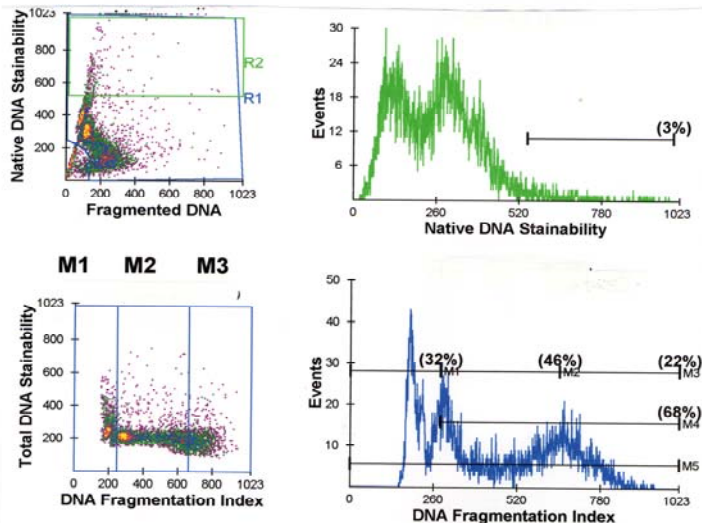 1023
800
600
400
200
Native DNA Stainability
R2
R1
0 200 400 600 800 1023
Fragmented DNA
30
24
18
12
6
Events
(3%)
0 260 520 780 1023
Native DNA Stainability
M1 M2 M3
1023
800
600
400
200
Total DNA Stainability
0 200 400 600 800 1023
DNA Fragmentation Index
50
40
30
20
10
Events
(32%) (46%) (22%)
M1 M2 M3
(68%)
M4
M5
0 260 520 780 1023
DNA Fragmentation Index